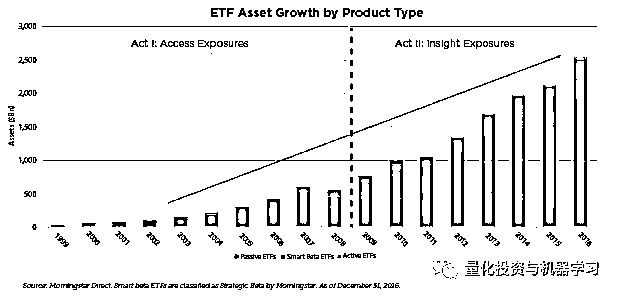 ETF Asset Growth by Product Type
3,000
2,500
2,000
1,500
1,000
500
0
Assets ($Bn)
Act I: Access Exposures
Act II: Insight Exposures
1999 2000 2001 2002 2003 2004 2005 2006 2007 2008 2009 2010 2011 2012 2013 2014 2015 2016
Passive ETFs Smart Beta ETFs Active ETFs
量化投资与机器学习
Source: Morningstar Direct. Smart beta ETFs are classified as Strategic Beta by Morningstar. As of December 31, 2016.